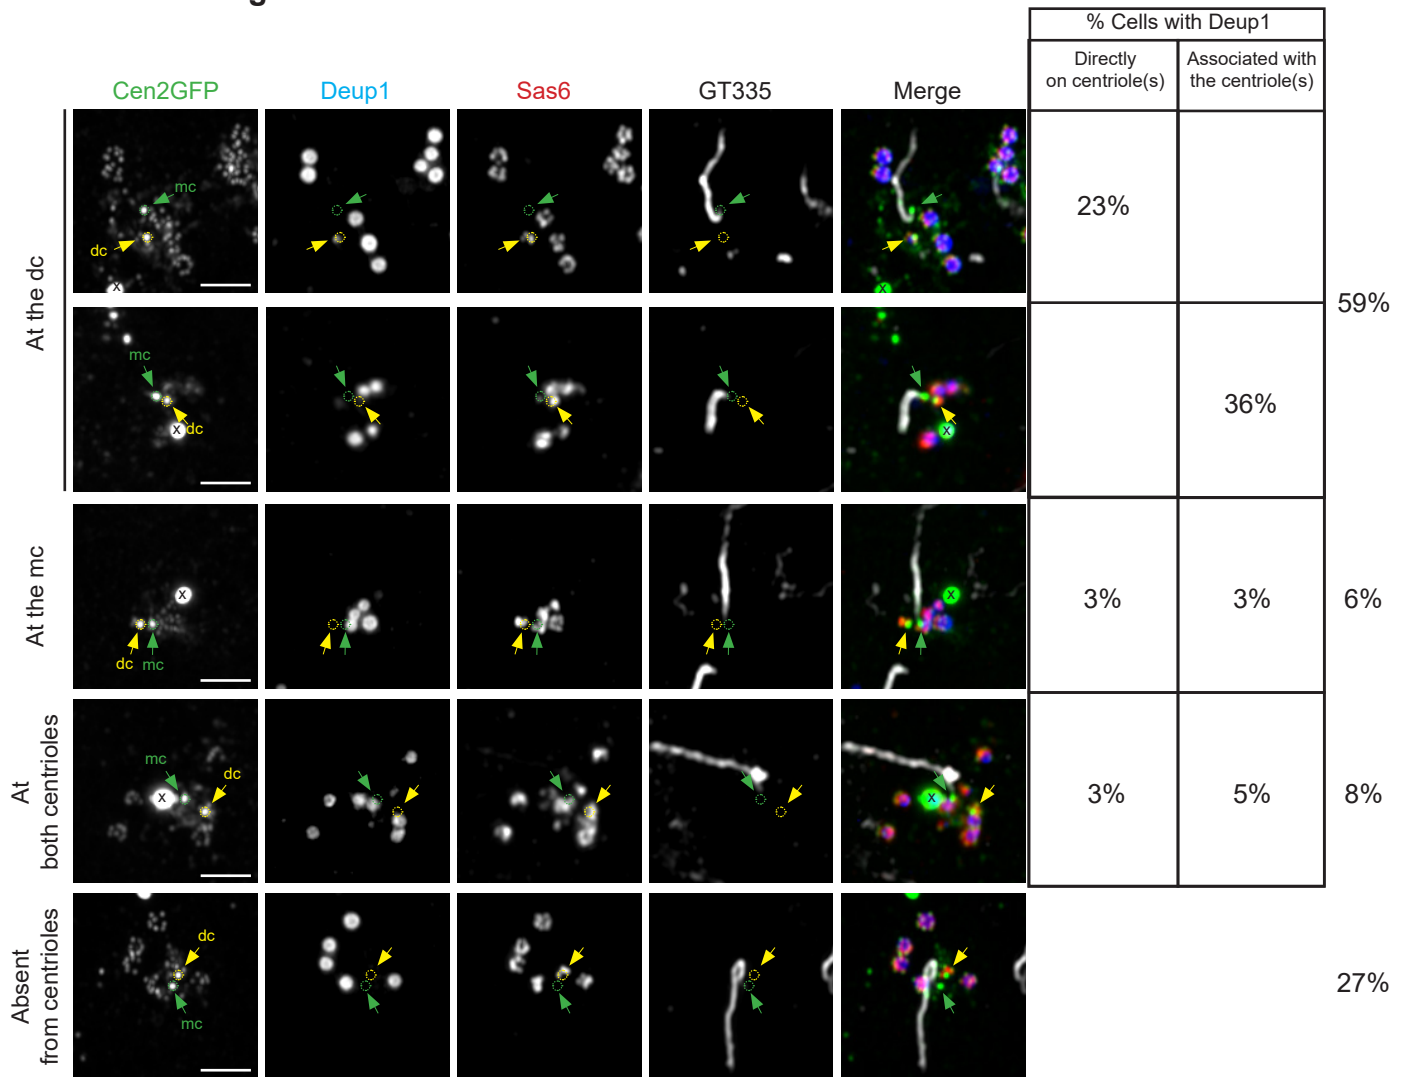 % Cells with Deup1
Directly on centriole(s)
Associated with the centriole(s)
Cen2GFP
Deup1
Sas6
GT335
Merge
At the dc
mc
dc
x
x
23%
59%
mc
dc
x
x
36%
At the mc
x
x
dc
mc
3%
3%
6%
At
both centrioles
mc
dc
x
x
3%
5%
8%
Absent
from centrioles
dc
mc
27%